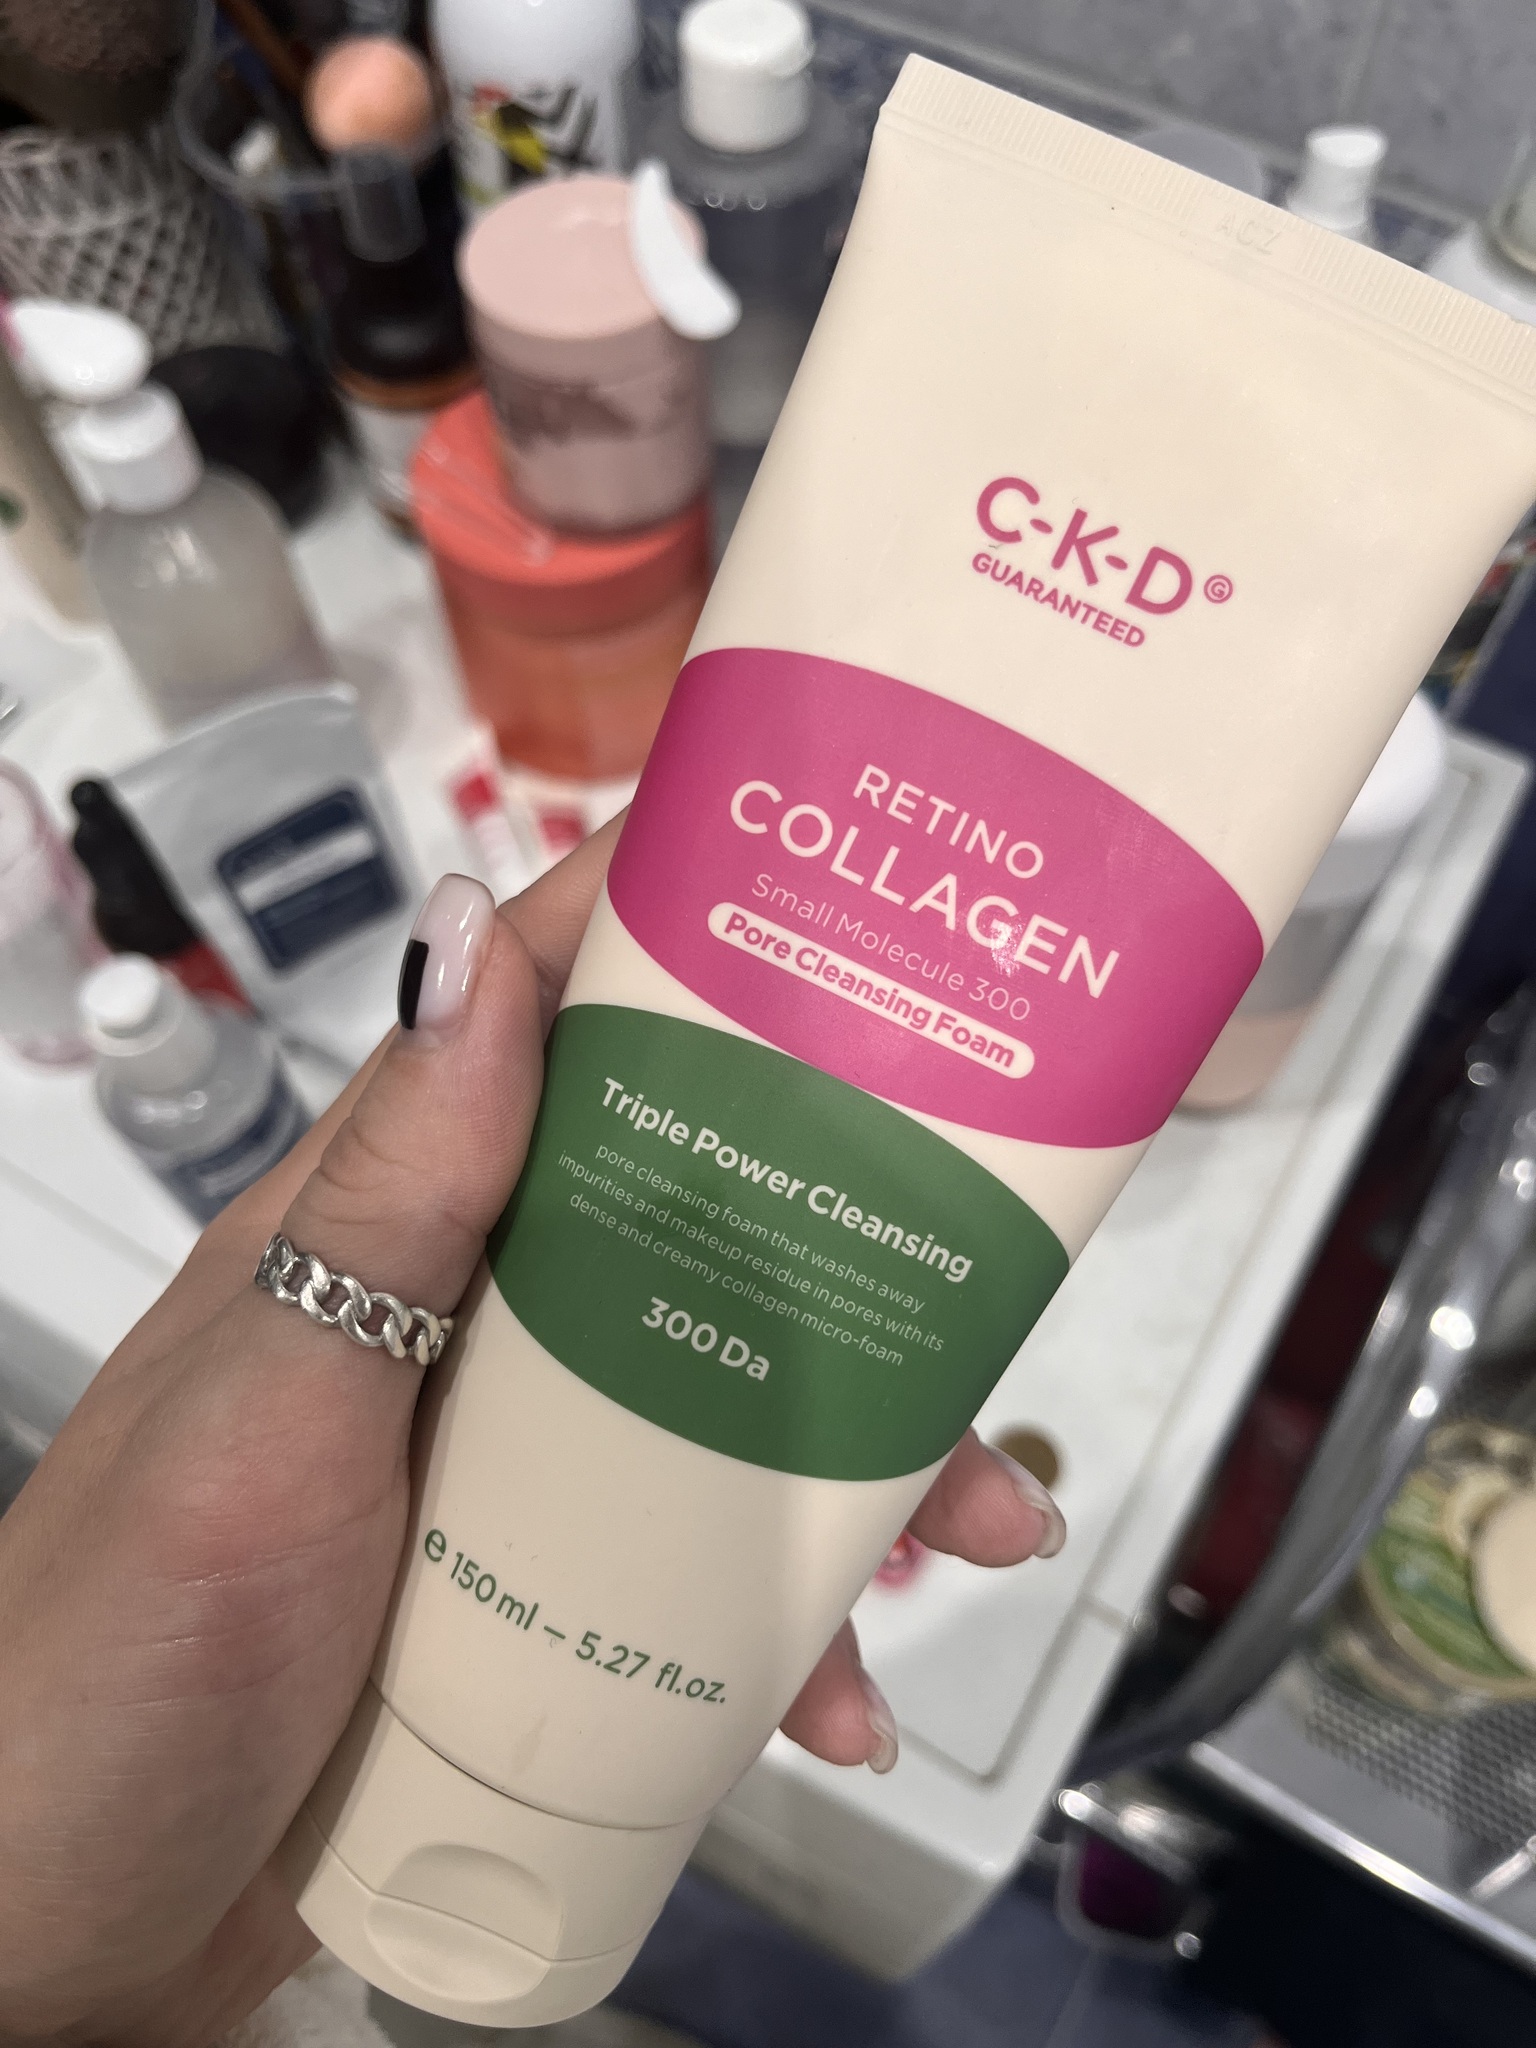 ACZ
C-K-D
GUARANTEED
RETINO
COLLAGEN
Small Molecule 300
Pore Cleansing Foam
Triple Power Cleansing
pore cleansing foam that washes away
impurities and makeup residue in pores with its
dense and creamy collagen micro-foam
300 Da
e 150 ml – 5.27 fl.oz.